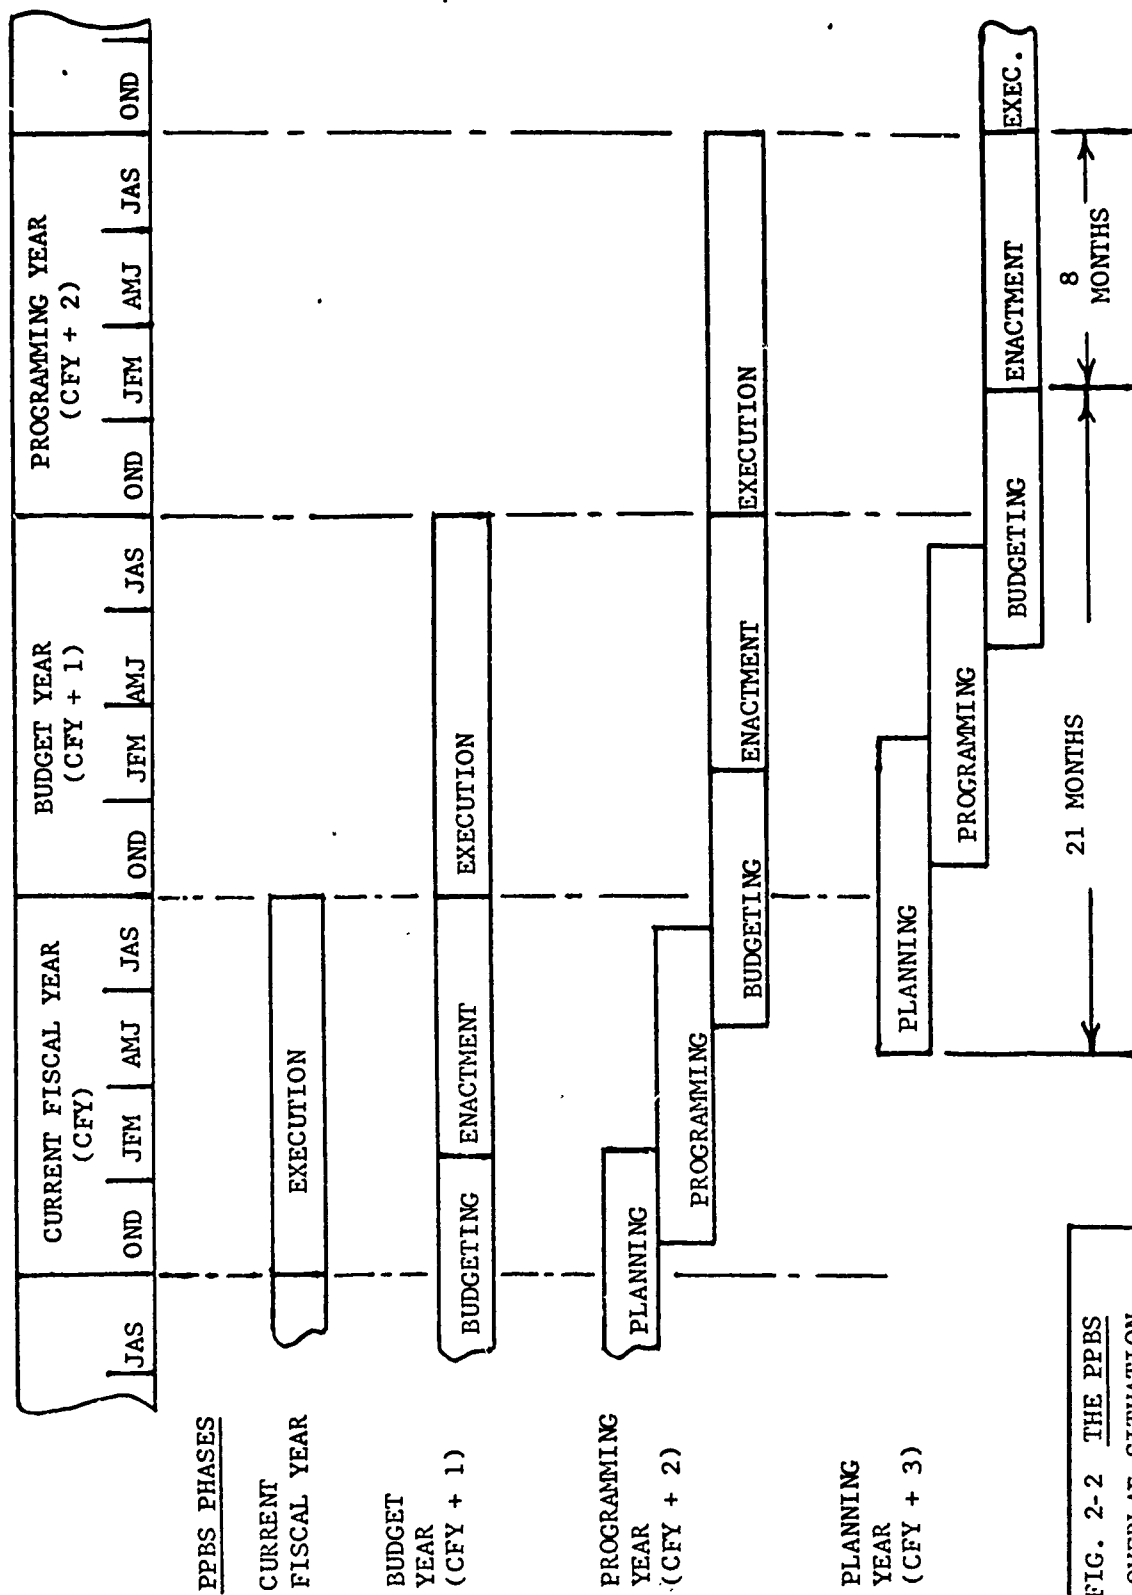 CURRENT FISCAL YEAR
(CFY)
BUDGET YEAR
(CFY + 1)
PROGRAMMING YEAR
(CFY + 2)
JAS OND JFM AMJ JAS OND JFM AMJ JAS OND JFM AMJ JAS OND
PPBS PHASES
CURRENT
FISCAL YEAR
EXECUTION
BUDGET
YEAR
(CFY + 1)
BUDGETING ENACTMENT EXECUTION
PROGRAMMING
YEAR
(CFY + 2)
PLANNING
PROGRAMMING
BUDGETING ENACTMENT EXECUTION
PLANNING
YEAR
(CFY + 3)
PLANNING
PROGRAMMING
BUDGETING ENACTMENT EXEC.
21 MONTHS
8
MONTHS
FIG. 2-2 THE PPBS
OVERLAP SITUATION